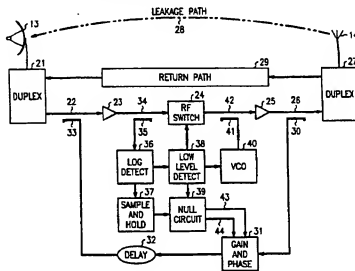 LEAKAGE PATH
28
13
14
21
DUPLEX
29
RETURN PATH
27
DUPLEX
22
23
34
24
RF
SWITCH
42
25
26
33
35
41
30
36
LOG
DETECT
38
LOW
LEVEL
DETECT
40
VCO
37
SAMPLE
AND
HOLD
39
NULL
CIRCUIT
43
44
31
GAIN
AND
PHASE
32
DELAY